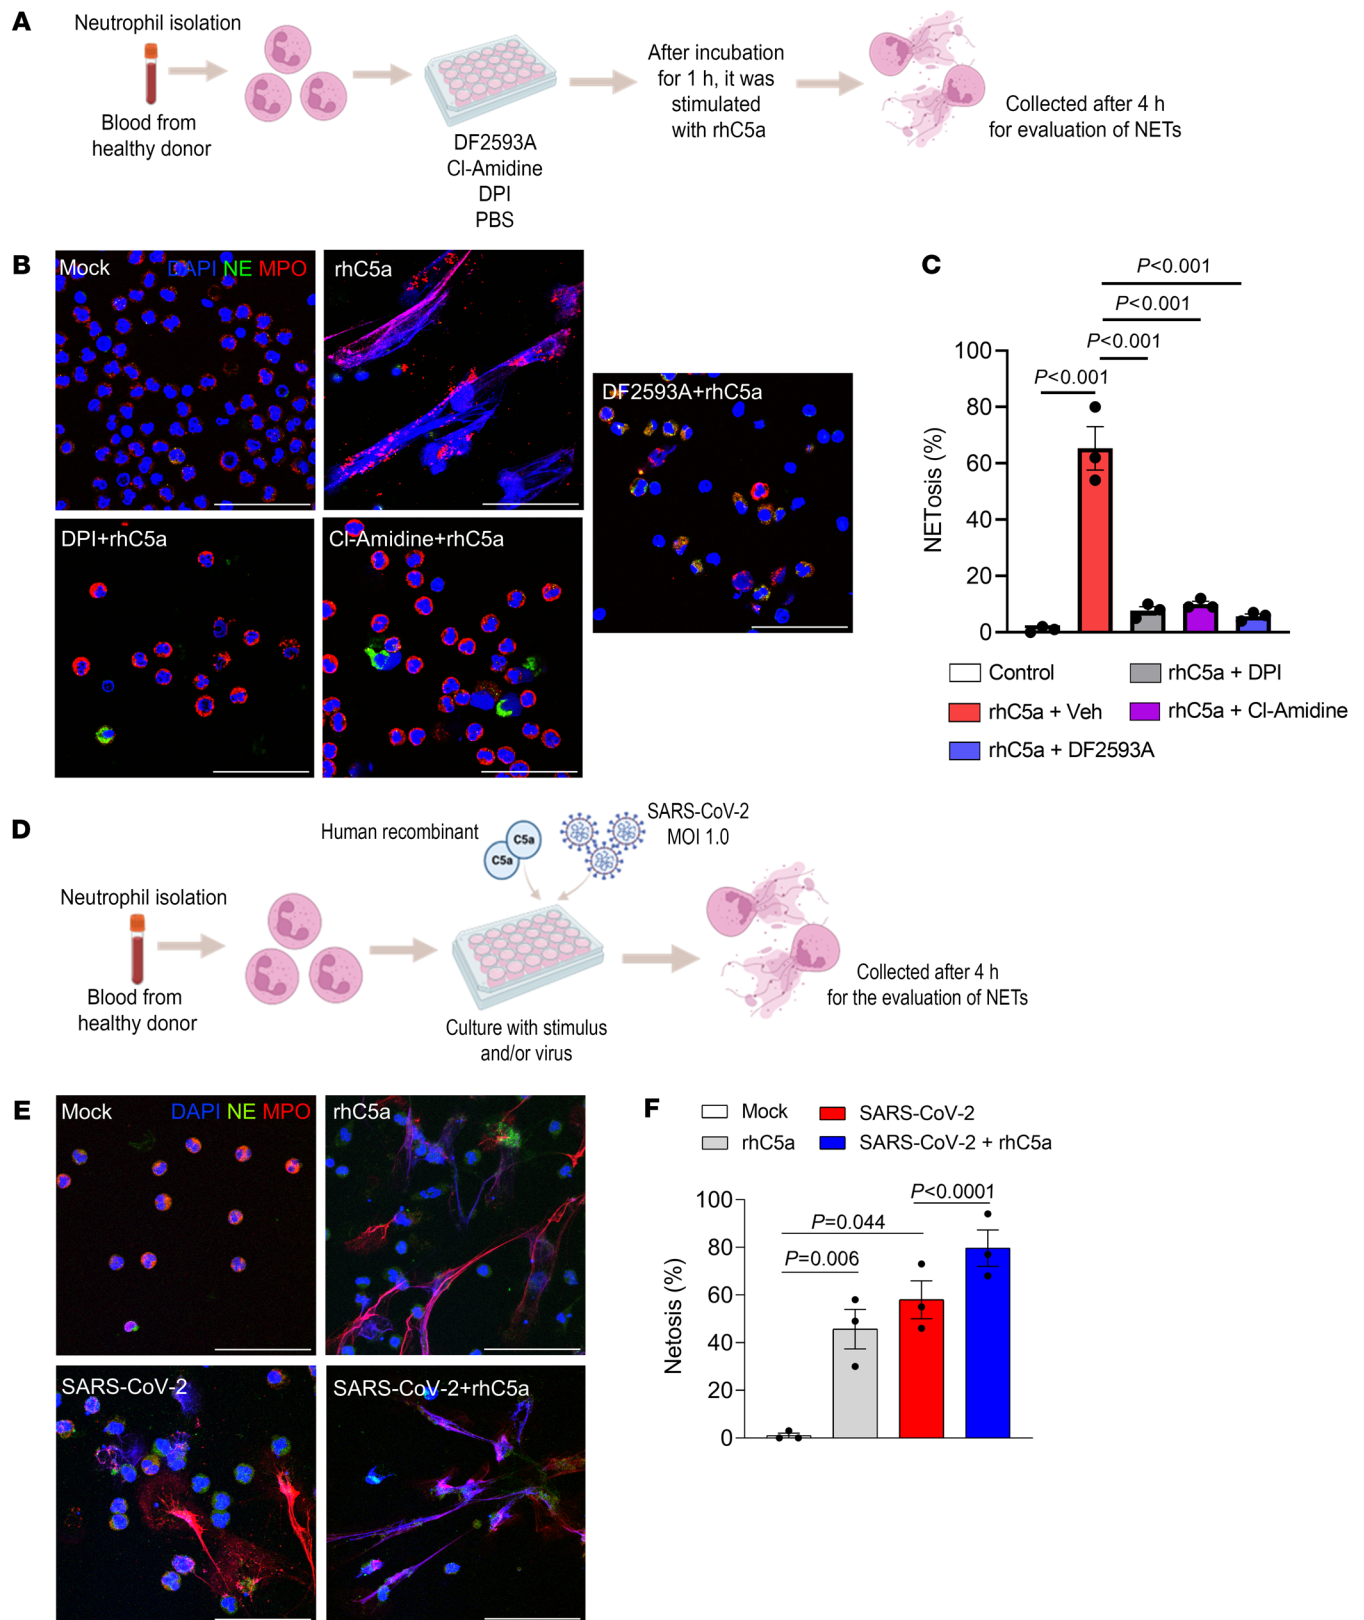 A
Neutrophil isolation
Blood from
healthy donor
DF2593A
Cl-Amidine
DPI
PBS
After incubation
for 1 h, it was
stimulated
with rhC5a
Collected after 4 h
for evaluation of NETs
B
Mock
DAPI NE MPO
rhC5a
DPI+rhC5a
Cl-Amidine+rhC5a
DF2593A+rhC5a
C
P<0.001
P<0.001
P<0.001
P<0.001
NETosis (%)
100
80
60
40
20
0
Control
rhC5a + Veh
rhC5a + DF2593A
rhC5a + DPI
rhC5a + Cl-Amidine
D
Neutrophil isolation
Blood from
healthy donor
Human recombinant
C5a
C5a
SARS-CoV-2
MOI 1.0
Culture with stimulus
and/or virus
Collected after 4 h
for the evaluation of NETs
E
Mock
DAPI NE MPO
rhC5a
SARS-CoV-2
SARS-CoV-2+rhC5a
F
Mock
rhC5a
SARS-CoV-2
SARS-CoV-2 + rhC5a
P<0.0001
P=0.044
P=0.006
Netosis (%)
100
80
60
40
20
0